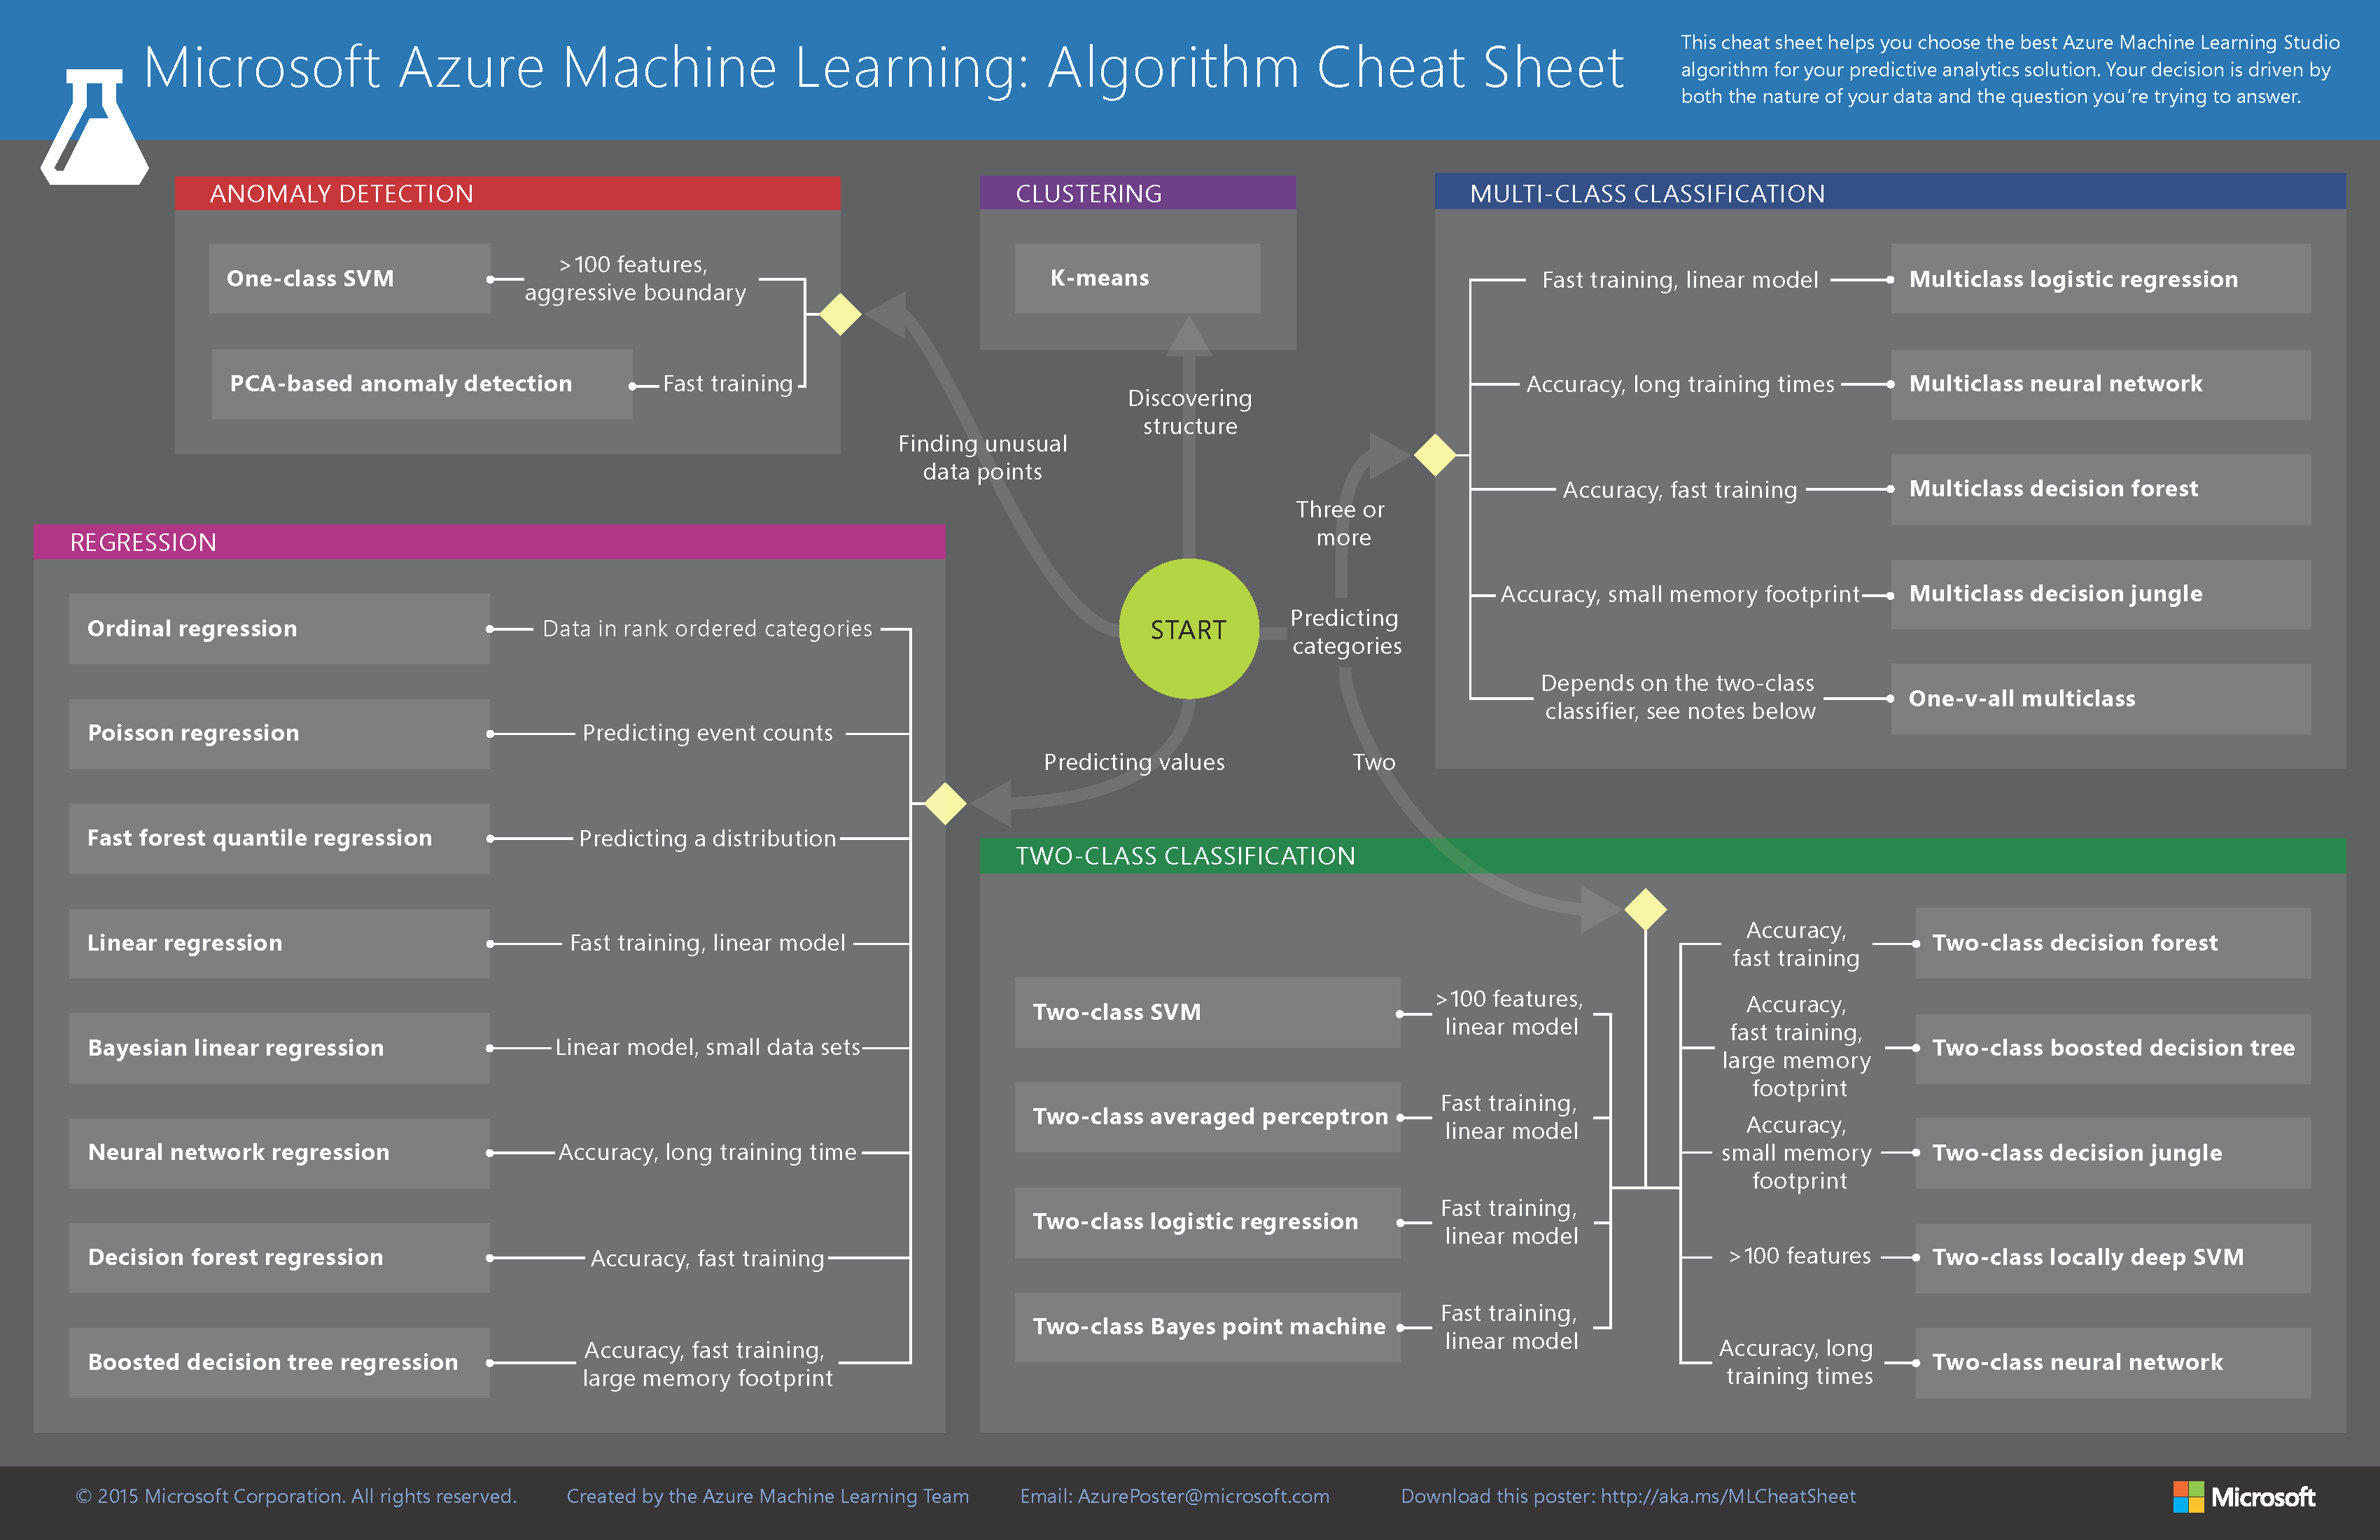 Microsoft Azure Machine Learning: Algorithm Cheat Sheet
This cheat sheet helps you choose the best Azure Machine Learning Studio
algorithm for your predictive analytics solution. Your decision is driven by
both the nature of your data and the question you're trying to answer.
ANOMALY DETECTION
One-class SVM
>100 features,
aggressive boundary
PCA-based anomaly detection
Fast training
CLUSTERING
K-means
MULTI-CLASS CLASSIFICATION
Fast training, linear model
Multiclass logistic regression
Accuracy, long training times
Multiclass neural network
Accuracy, fast training
Multiclass decision forest
Accuracy, small memory footprint
Multiclass decision jungle
Depends on the two-class
classifier, see notes below
One-v-all multiclass
Finding unusual
data points
Discovering
structure
Three or
more
START
Predicting
categories
Predicting values
Two
REGRESSION
Ordinal regression
Data in rank ordered categories
Poisson regression
Predicting event counts
Fast forest quantile regression
Predicting a distribution
Linear regression
Fast training, linear model
Bayesian linear regression
Linear model, small data sets
Neural network regression
Accuracy, long training time
Decision forest regression
Accuracy, fast training
Boosted decision tree regression
Accuracy, fast training,
large memory footprint
TWO-CLASS CLASSIFICATION
Two-class SVM
>100 features,
linear model
Two-class averaged perceptron
Fast training,
linear model
Two-class logistic regression
Fast training,
linear model
Two-class Bayes point machine
Fast training,
linear model
Accuracy,
fast training
Two-class decision forest
Accuracy,
fast training,
large memory
footprint
Two-class boosted decision tree
Accuracy,
small memory
footprint
Two-class decision jungle
>100 features
Two-class locally deep SVM
Accuracy, long
training times
Two-class neural network
© 2015 Microsoft Corporation. All rights reserved.
Created by the Azure Machine Learning Team
Email: AzurePoster@microsoft.com
Download this poster: http://aka.ms/MLCheatSheet
Microsoft